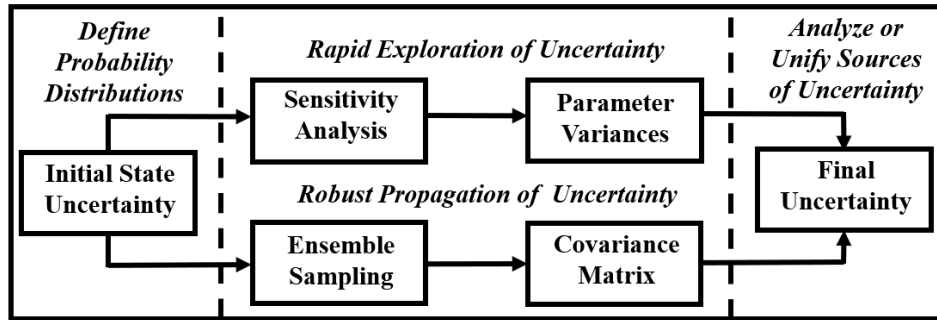 Define
Probability
Distributions
Initial State
Uncertainty
Rapid Exploration of Uncertainty
Sensitivity
Analysis
Parameter
Variances
Robust Propagation of Uncertainty
Ensemble
Sampling
Covariance
Matrix
Analyze or
Unify Sources
of Uncertainty
Final
Uncertainty